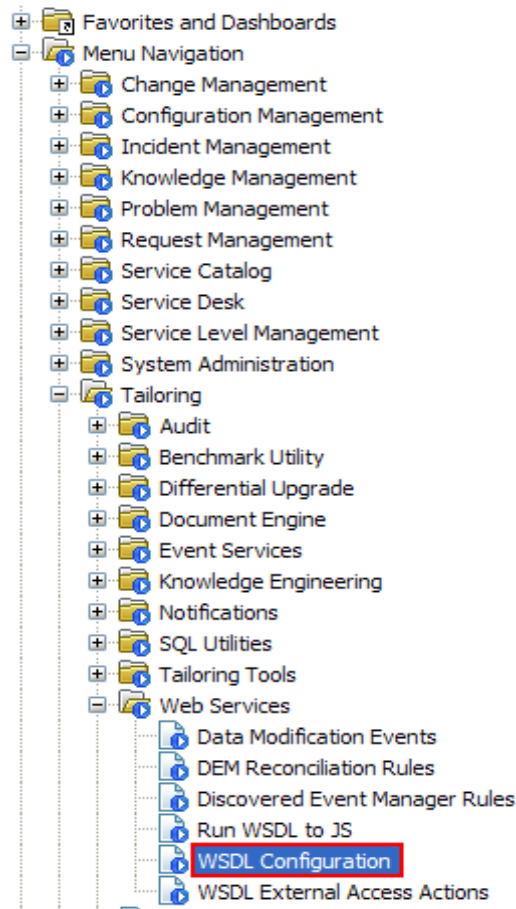 Favorites and Dashboards
Menu Navigation
Change Management
Configuration Management
Incident Management
Knowledge Management
Problem Management
Request Management
Service Catalog
Service Desk
Service Level Management
System Administration
Tailoring
Audit
Benchmark Utility
Differential Upgrade
Document Engine
Event Services
Knowledge Engineering
Notifications
SQL Utilities
Tailoring Tools
Web Services
Data Modification Events
DEM Reconciliation Rules
Discovered Event Manager Rules
Run WSDL to JS
WSDL Configuration
WSDL External Access Actions